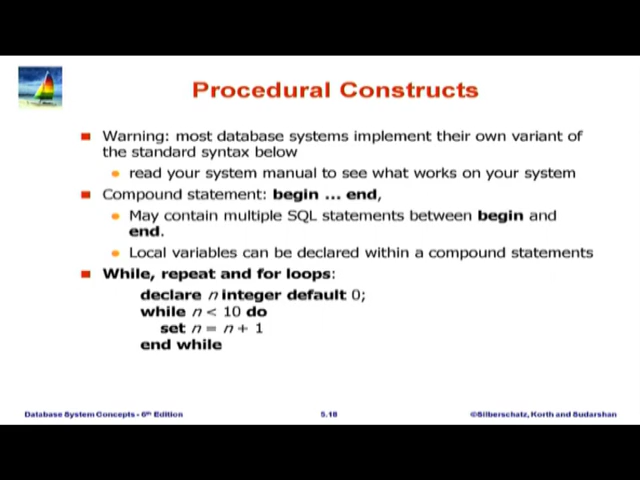 Procedural Constructs
Warning: most database systems implement their own variant of
the standard syntax below
read your system manual to see what works on your system
Compound statement: begin ... end,
May contain multiple SQL statements between begin and
end.
Local variables can be declared within a compound statements
While, repeat and for loops:
declare n integer default 0;
while n < 10 do
set n = n + 1
end while
Database System Concepts - 6th Edition
5.18
©Silberschatz, Korth and Sudarshan